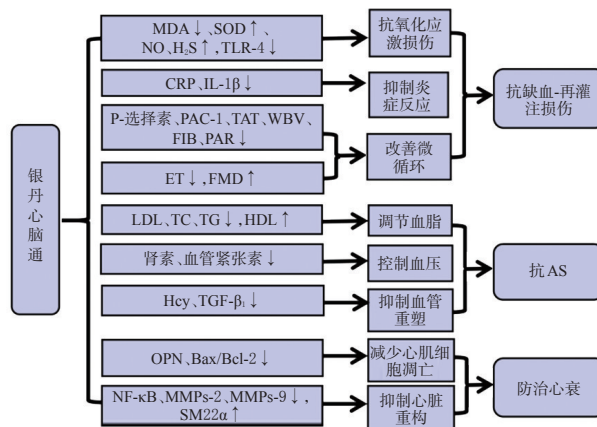 银丹心脑通
MDA↓、SOD↑、
NO、H₂S↑,TLR-4↓
抗氧化应
激损伤
CRP、IL-1β↓
抑制炎
症反应
P-选择素、PAC-1、TAT、WBV、
FIB、PAR↓
ET↓,FMD↑
改善微
循环
抗缺血-再灌
注损伤
LDL、TC、TG↓,HDL↑
调节血脂
肾素、血管紧张素↓
控制血压
Hcy、TGF-β₁↓
抑制血管
重塑
抗AS
OPN、Bax/Bcl-2↓
减少心肌细
胞凋亡
NF-κB、MMPs-2、MMPs-9↓,
SM22α↑
抑制心脏
重构
防治心衰